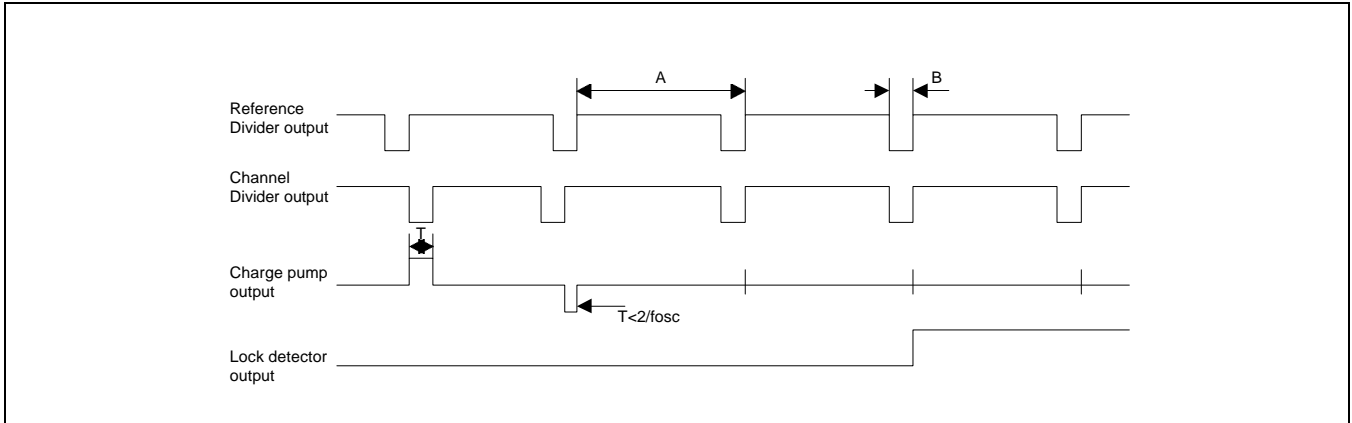 A
B
Reference
Divider output
Channel
Divider output
T
Charge pump
output
T<2/fosc
Lock detector
output